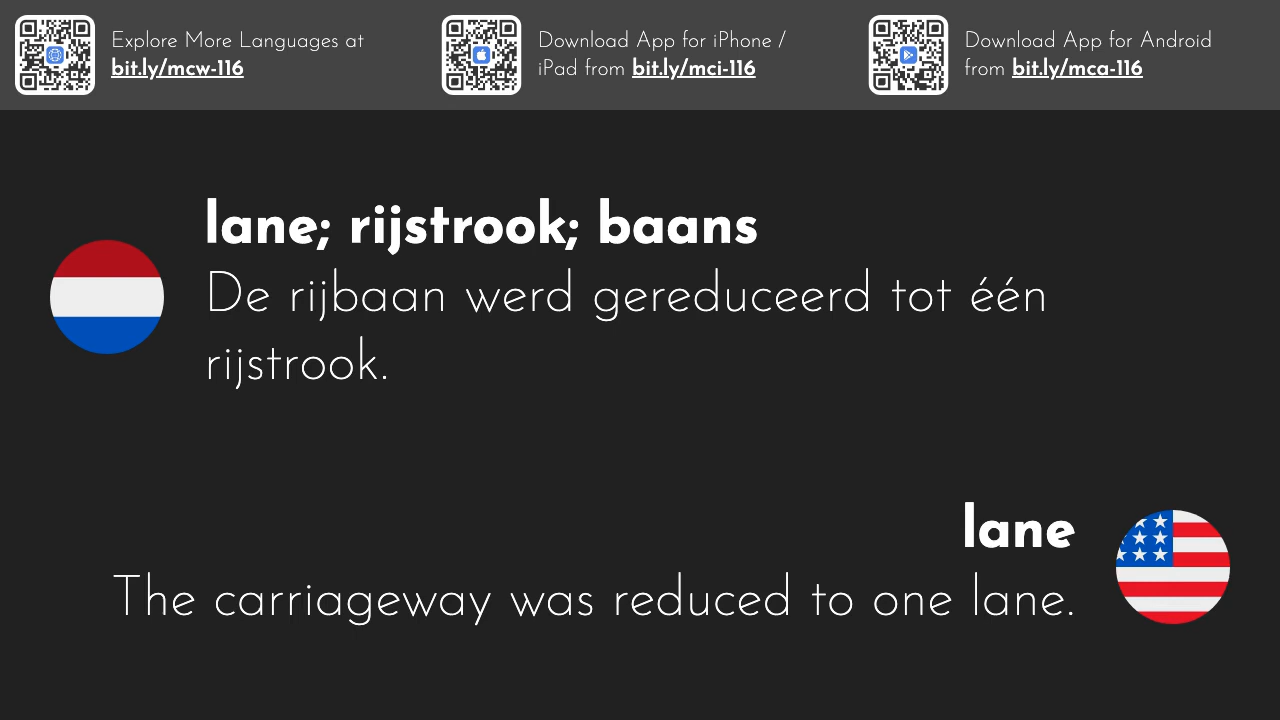 Explore More Languages at
bit.ly/mcw-116
Download App for iPhone /
iPad from bit.ly/mci-116
Download App for Android
from bit.ly/mca-116
lane; rijstrook; baans
De rijbaan werd gereduceerd tot één
rijstrook.
lane
The carriageway was reduced to one lane.